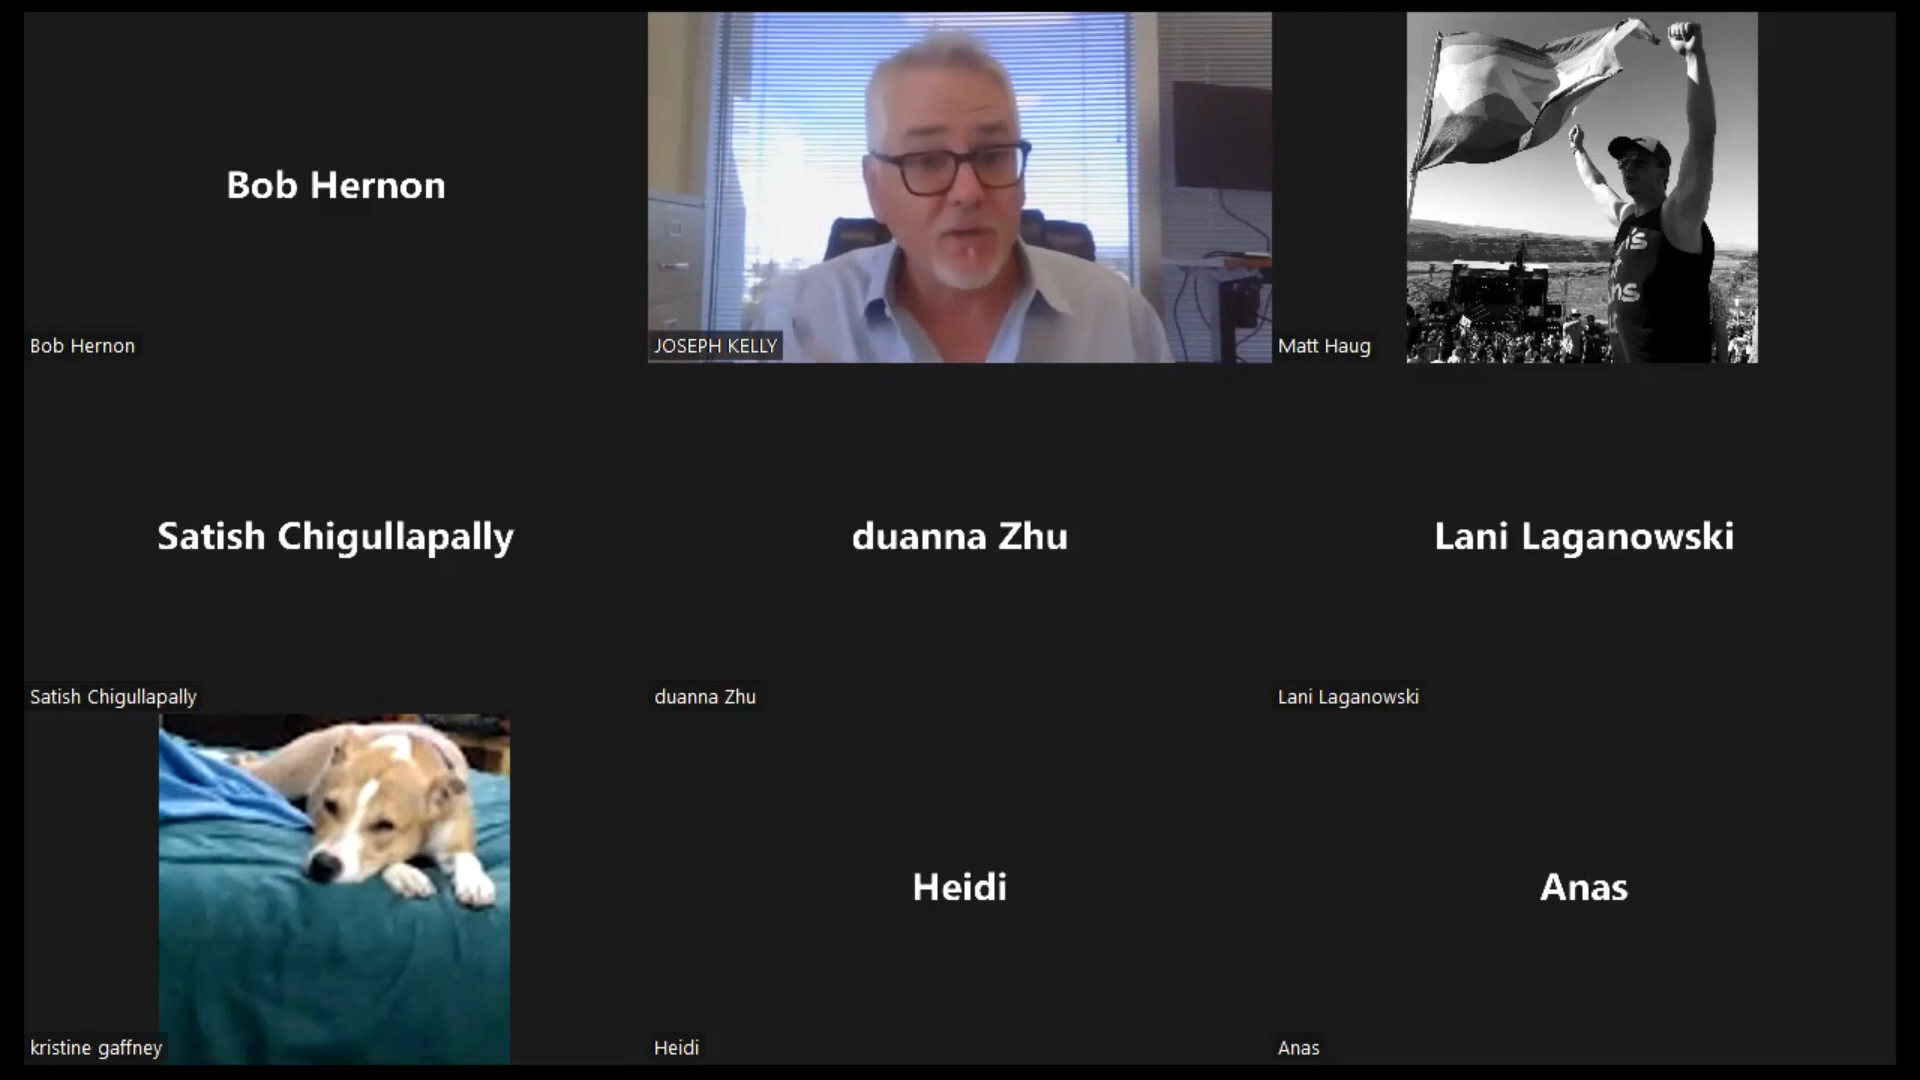 Bob Hernon
Bob Hernon
JOSEPH KELLY
Matt Haug
Satish Chigullapally
duanna Zhu
Lani Laganowski
Satish Chigullapally
duanna Zhu
Lani Laganowski
Heidi
Anas
kristine gaffney
Heidi
Anas